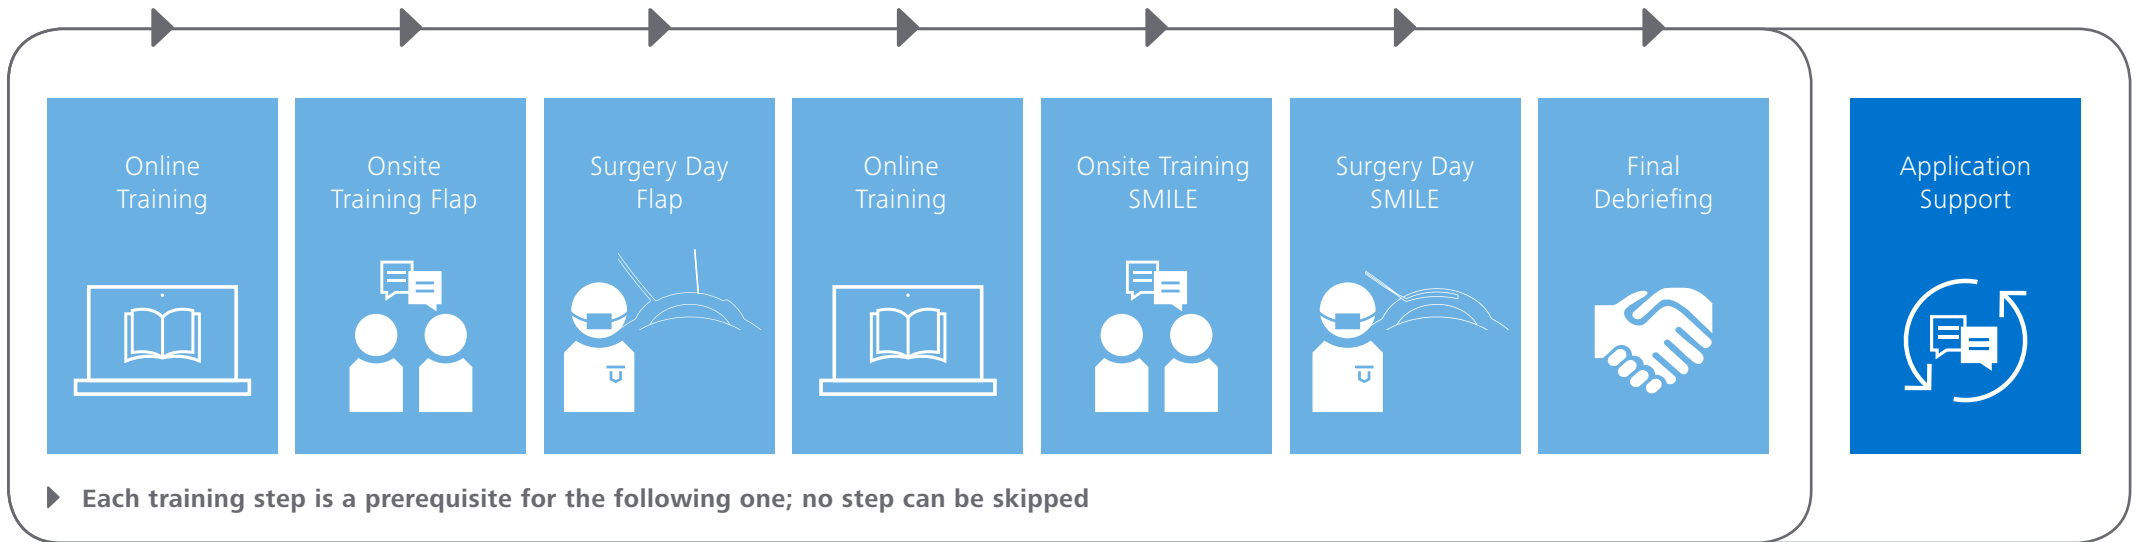 Online
Training
Onsite
Training Flap
Surgery Day
Flap
Online
Training
Onsite Training
SMILE
Surgery Day
SMILE
Final
Debriefing
Application
Support
Each training step is a prerequisite for the following one; no step can be skipped